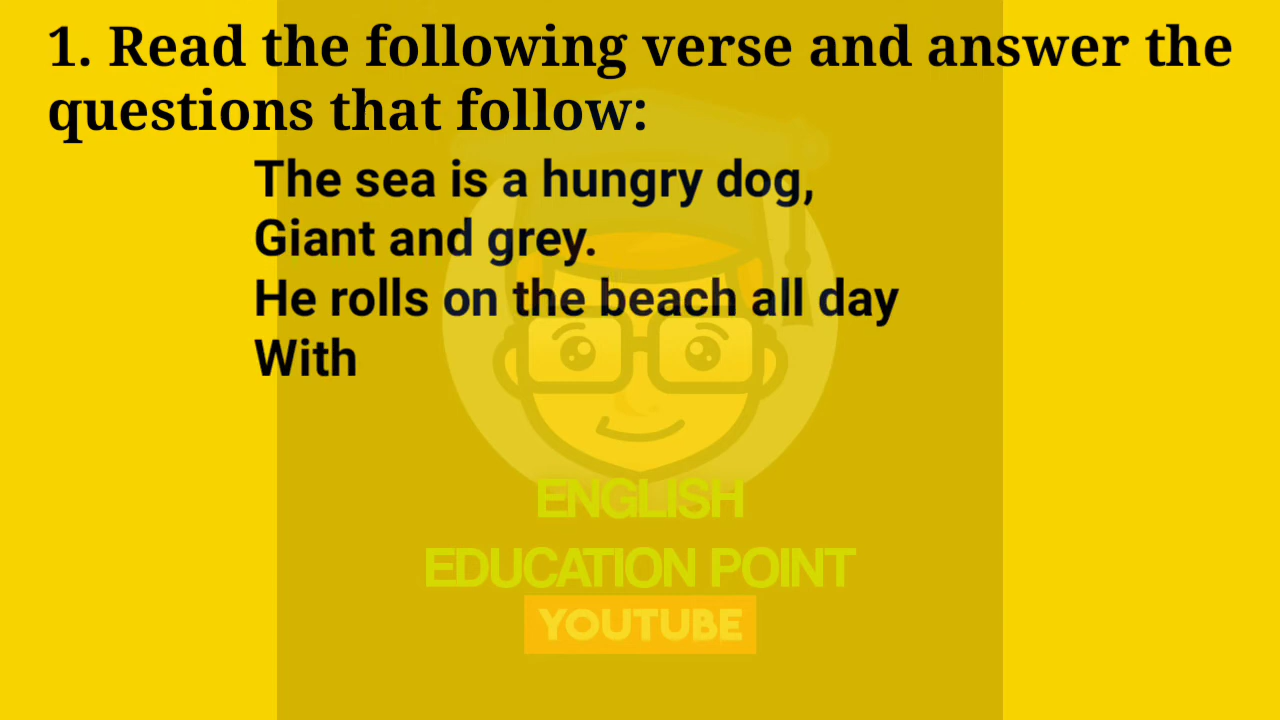 1. Read the following verse and answer the
questions that follow:
The sea is a hungry dog,
Giant and grey.
He rolls on the beach all day
With
ENGLISH
EDUCATION POINT
YOUTUBE